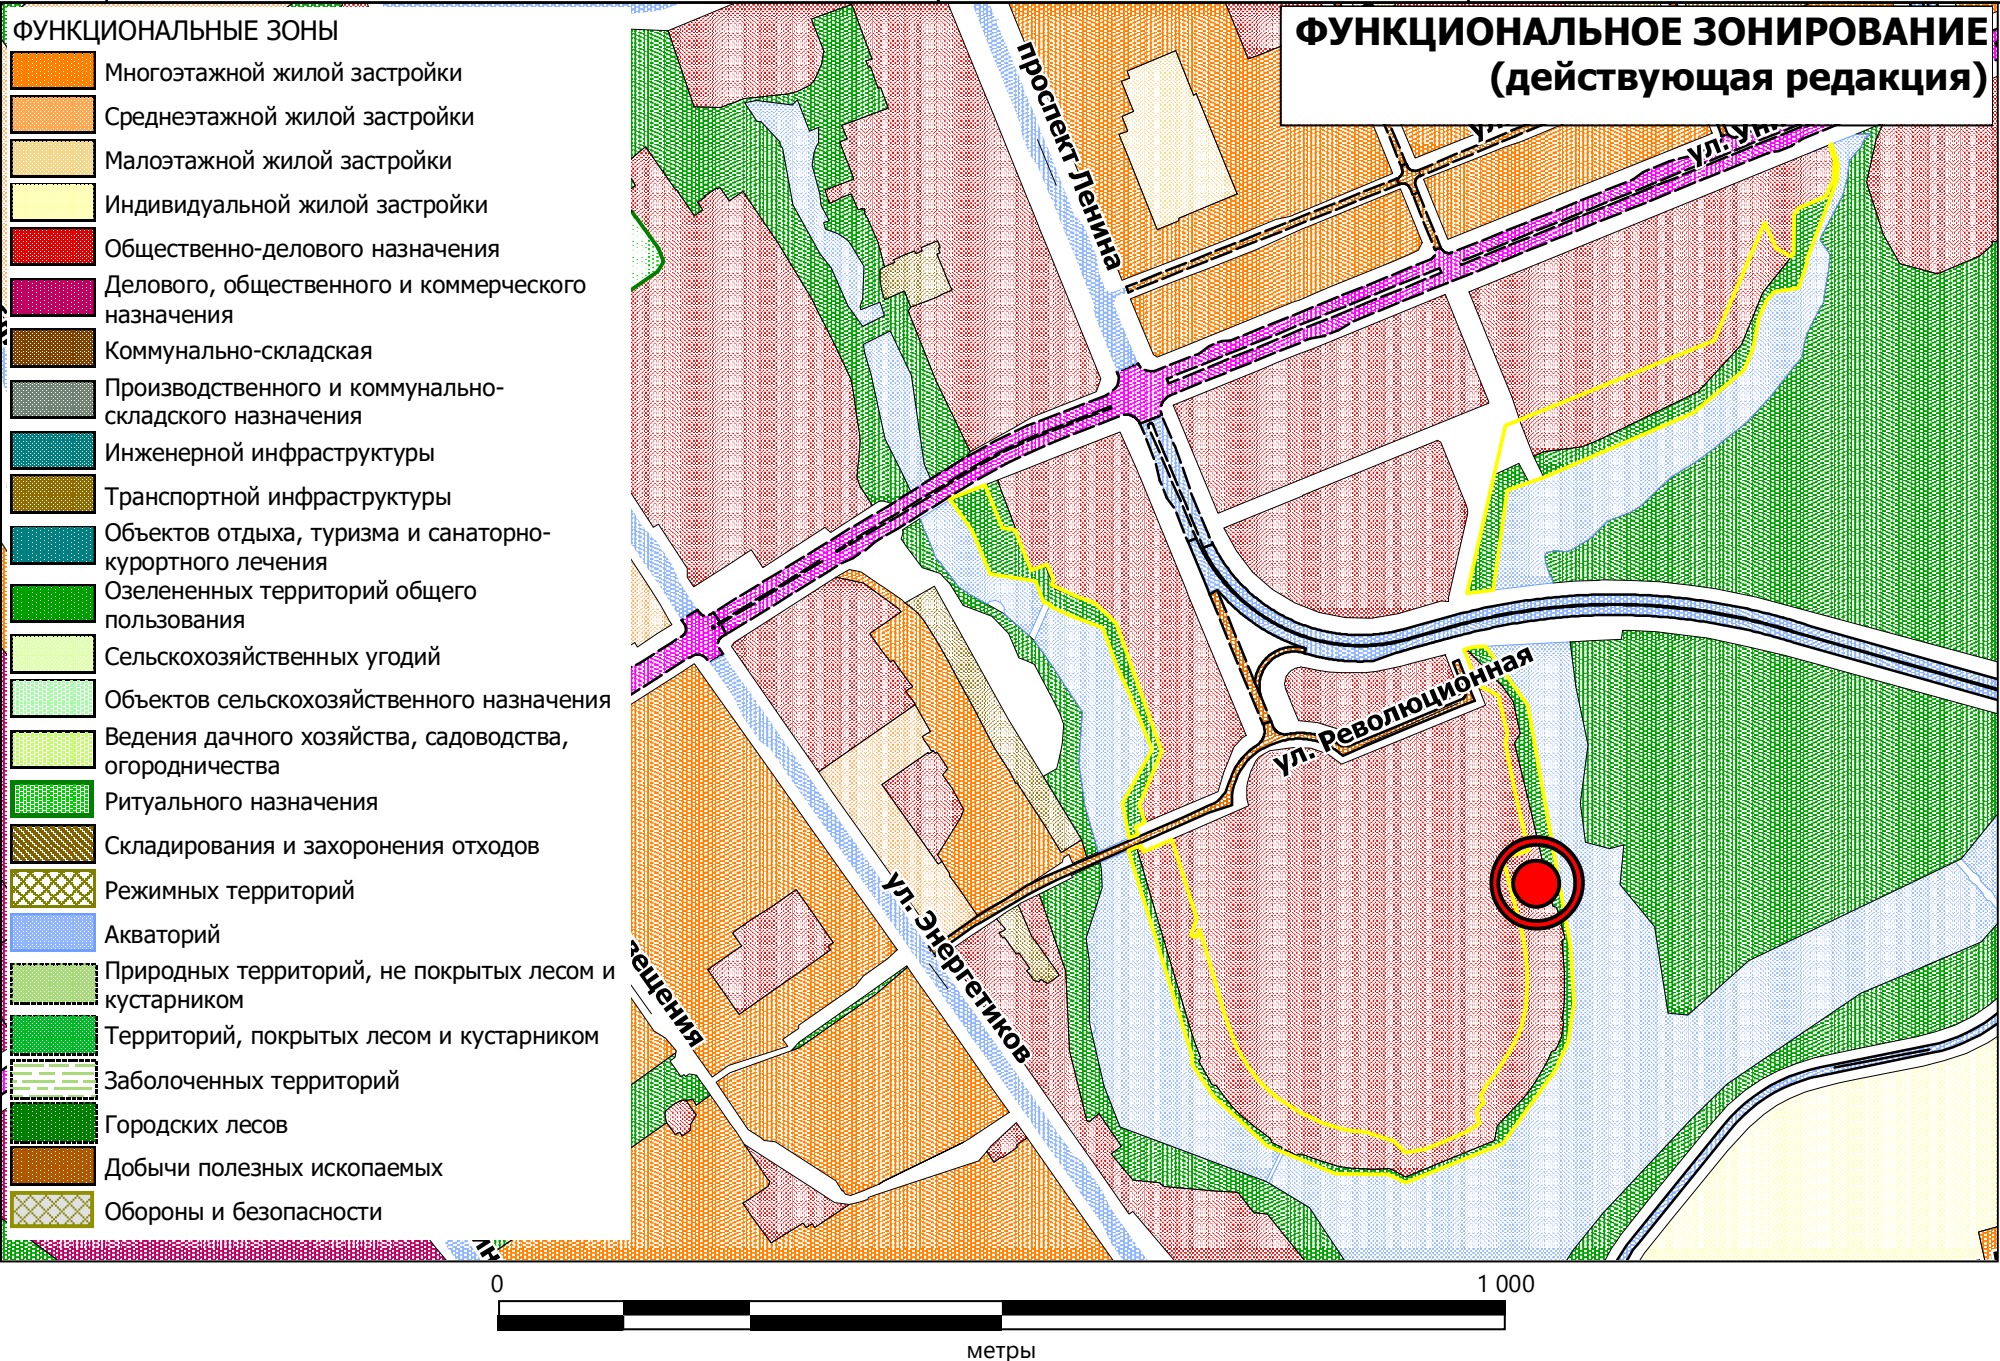 ФУНКЦИОНАЛЬНОЕ ЗОНИРОВАНИЕ
(действующая редакция)
ФУНКЦИОНАЛЬНЫЕ ЗОНЫ
Многоэтажной жилой застройки
Среднеэтажной жилой застройки
Малоэтажной жилой застройки
Индивидуальной жилой застройки
Общественно-делового назначения
Делового, общественного и коммерческого
назначения
Коммунально-складская
Производственного и коммунально-
складского назначения
Инженерной инфраструктуры
Транспортной инфраструктуры
Объектов отдыха, туризма и санаторно-
курортного лечения
Озелененных территорий общего
пользования
Сельскохозяйственных угодий
Объектов сельскохозяйственного назначения
Ведения дачного хозяйства, садоводства,
огородничества
Ритуального назначения
Складирования и захоронения отходов
Режимных территорий
Акваторий
Природных территорий, не покрытых лесом и
кустарником
Территорий, покрытых лесом и кустарником
Заболоченных территорий
Городских лесов
Добычи полезных ископаемых
Обороны и безопасности
проспект Ленина
ул.
ул. Уни
ул. Революционная
ул. Энергетиков
вещения
0
1 000
метры